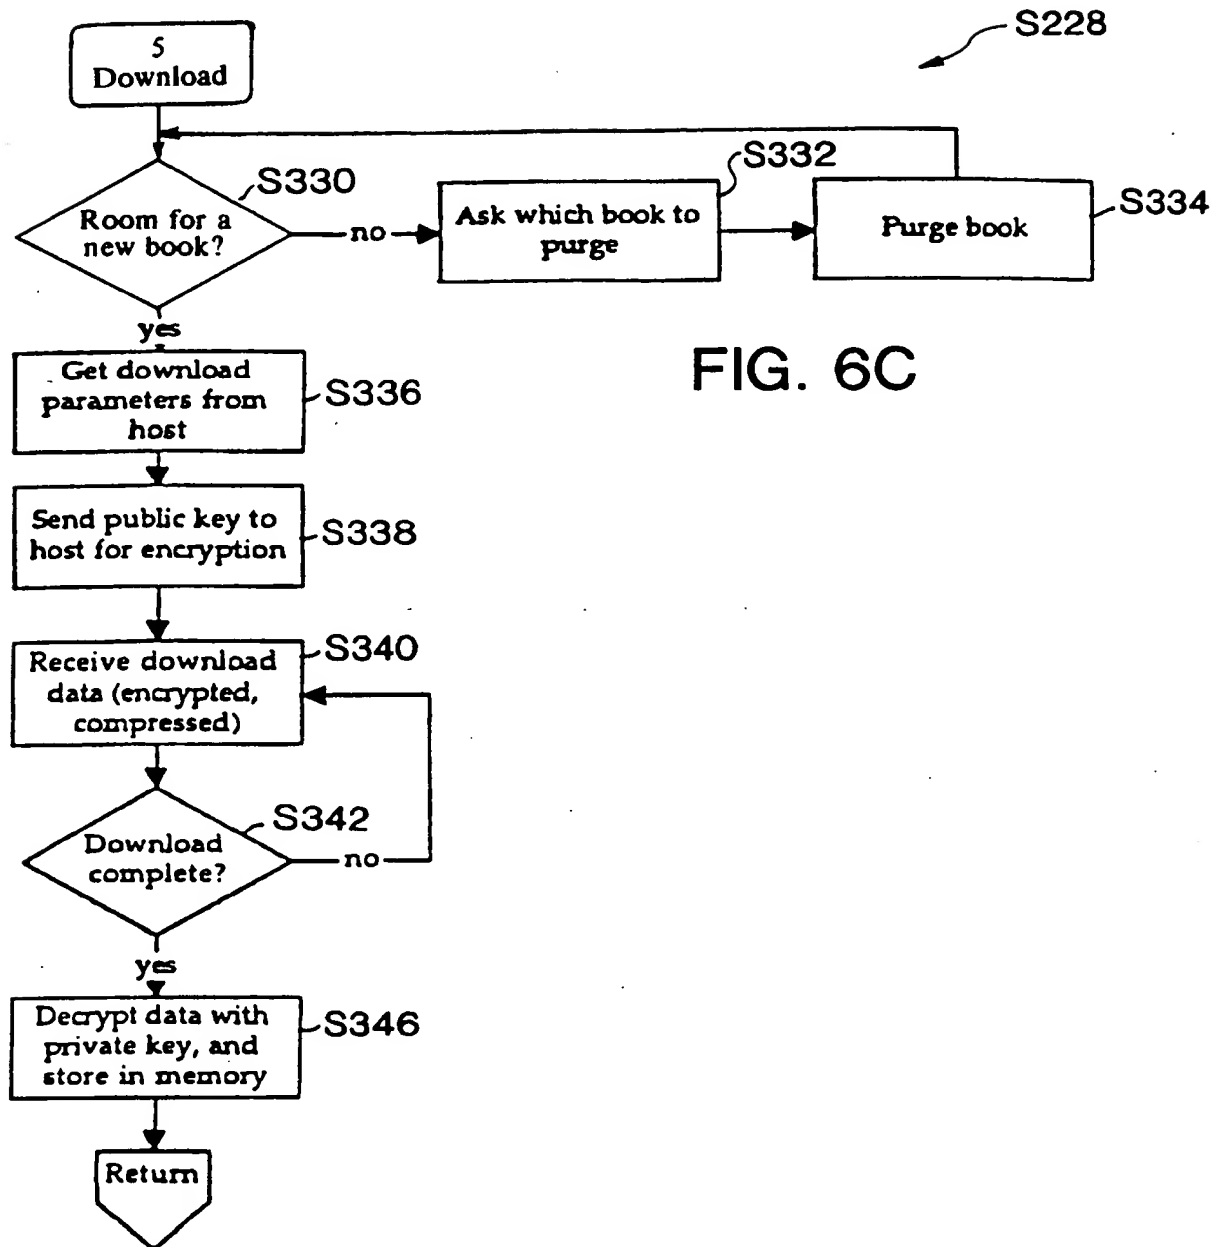 S228
5
Download
S330
Room for a
new book?
no
S332
Ask which book to
purge
S334
Purge book
yes
FIG. 6C
Get download
parameters from
host
S336
Send public key to
host for encryption
S338
S340
Receive download
data (encrypted,
compressed)
S342
Download
complete?
no
yes
Decrypt data with
private key, and
store in memory
S346
Return